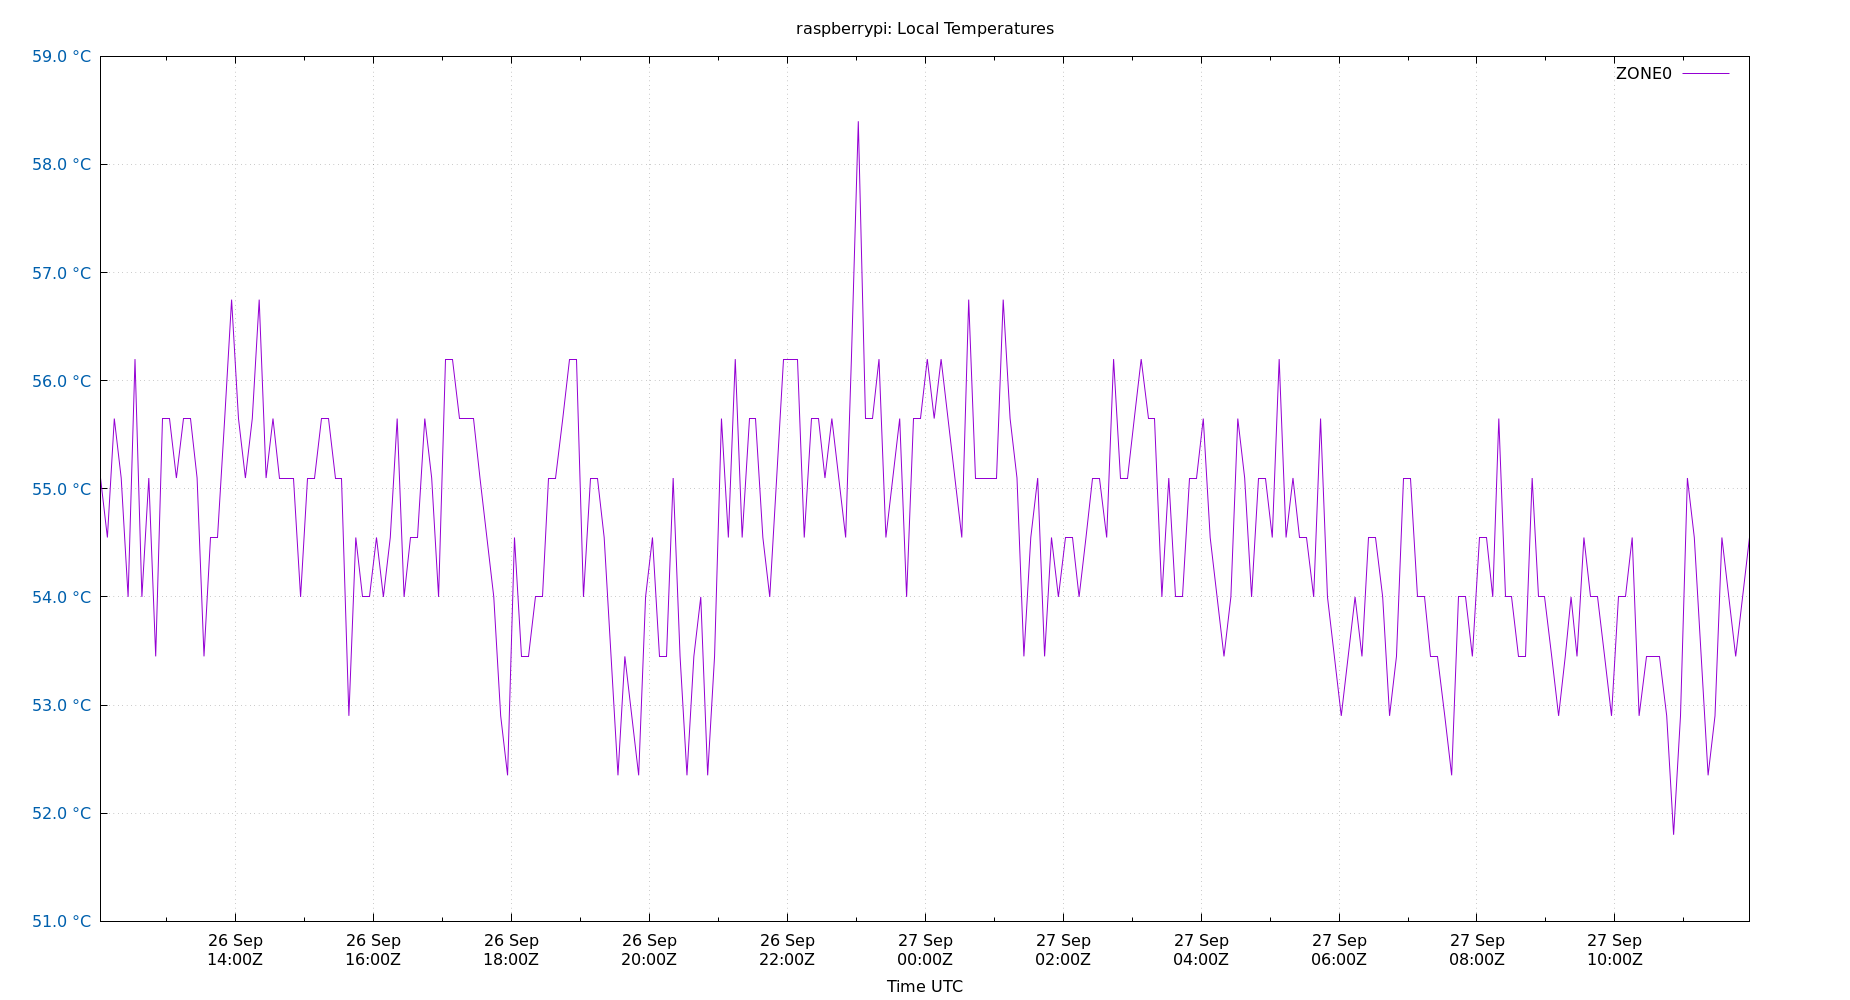 raspberrypi: Local Temperatures
59.0 °C
ZONE0
58.0 °C
57.0 °C
56.0 °C
55.0 °C
54.0 °C
53.0 °C
52.0 °C
51.0 °C
26 Sep
14:00Z
26 Sep
16:00Z
26 Sep
18:00Z
26 Sep
20:00Z
26 Sep
22:00Z
27 Sep
00:00Z
27 Sep
02:00Z
27 Sep
04:00Z
27 Sep
06:00Z
27 Sep
08:00Z
27 Sep
10:00Z
Time UTC